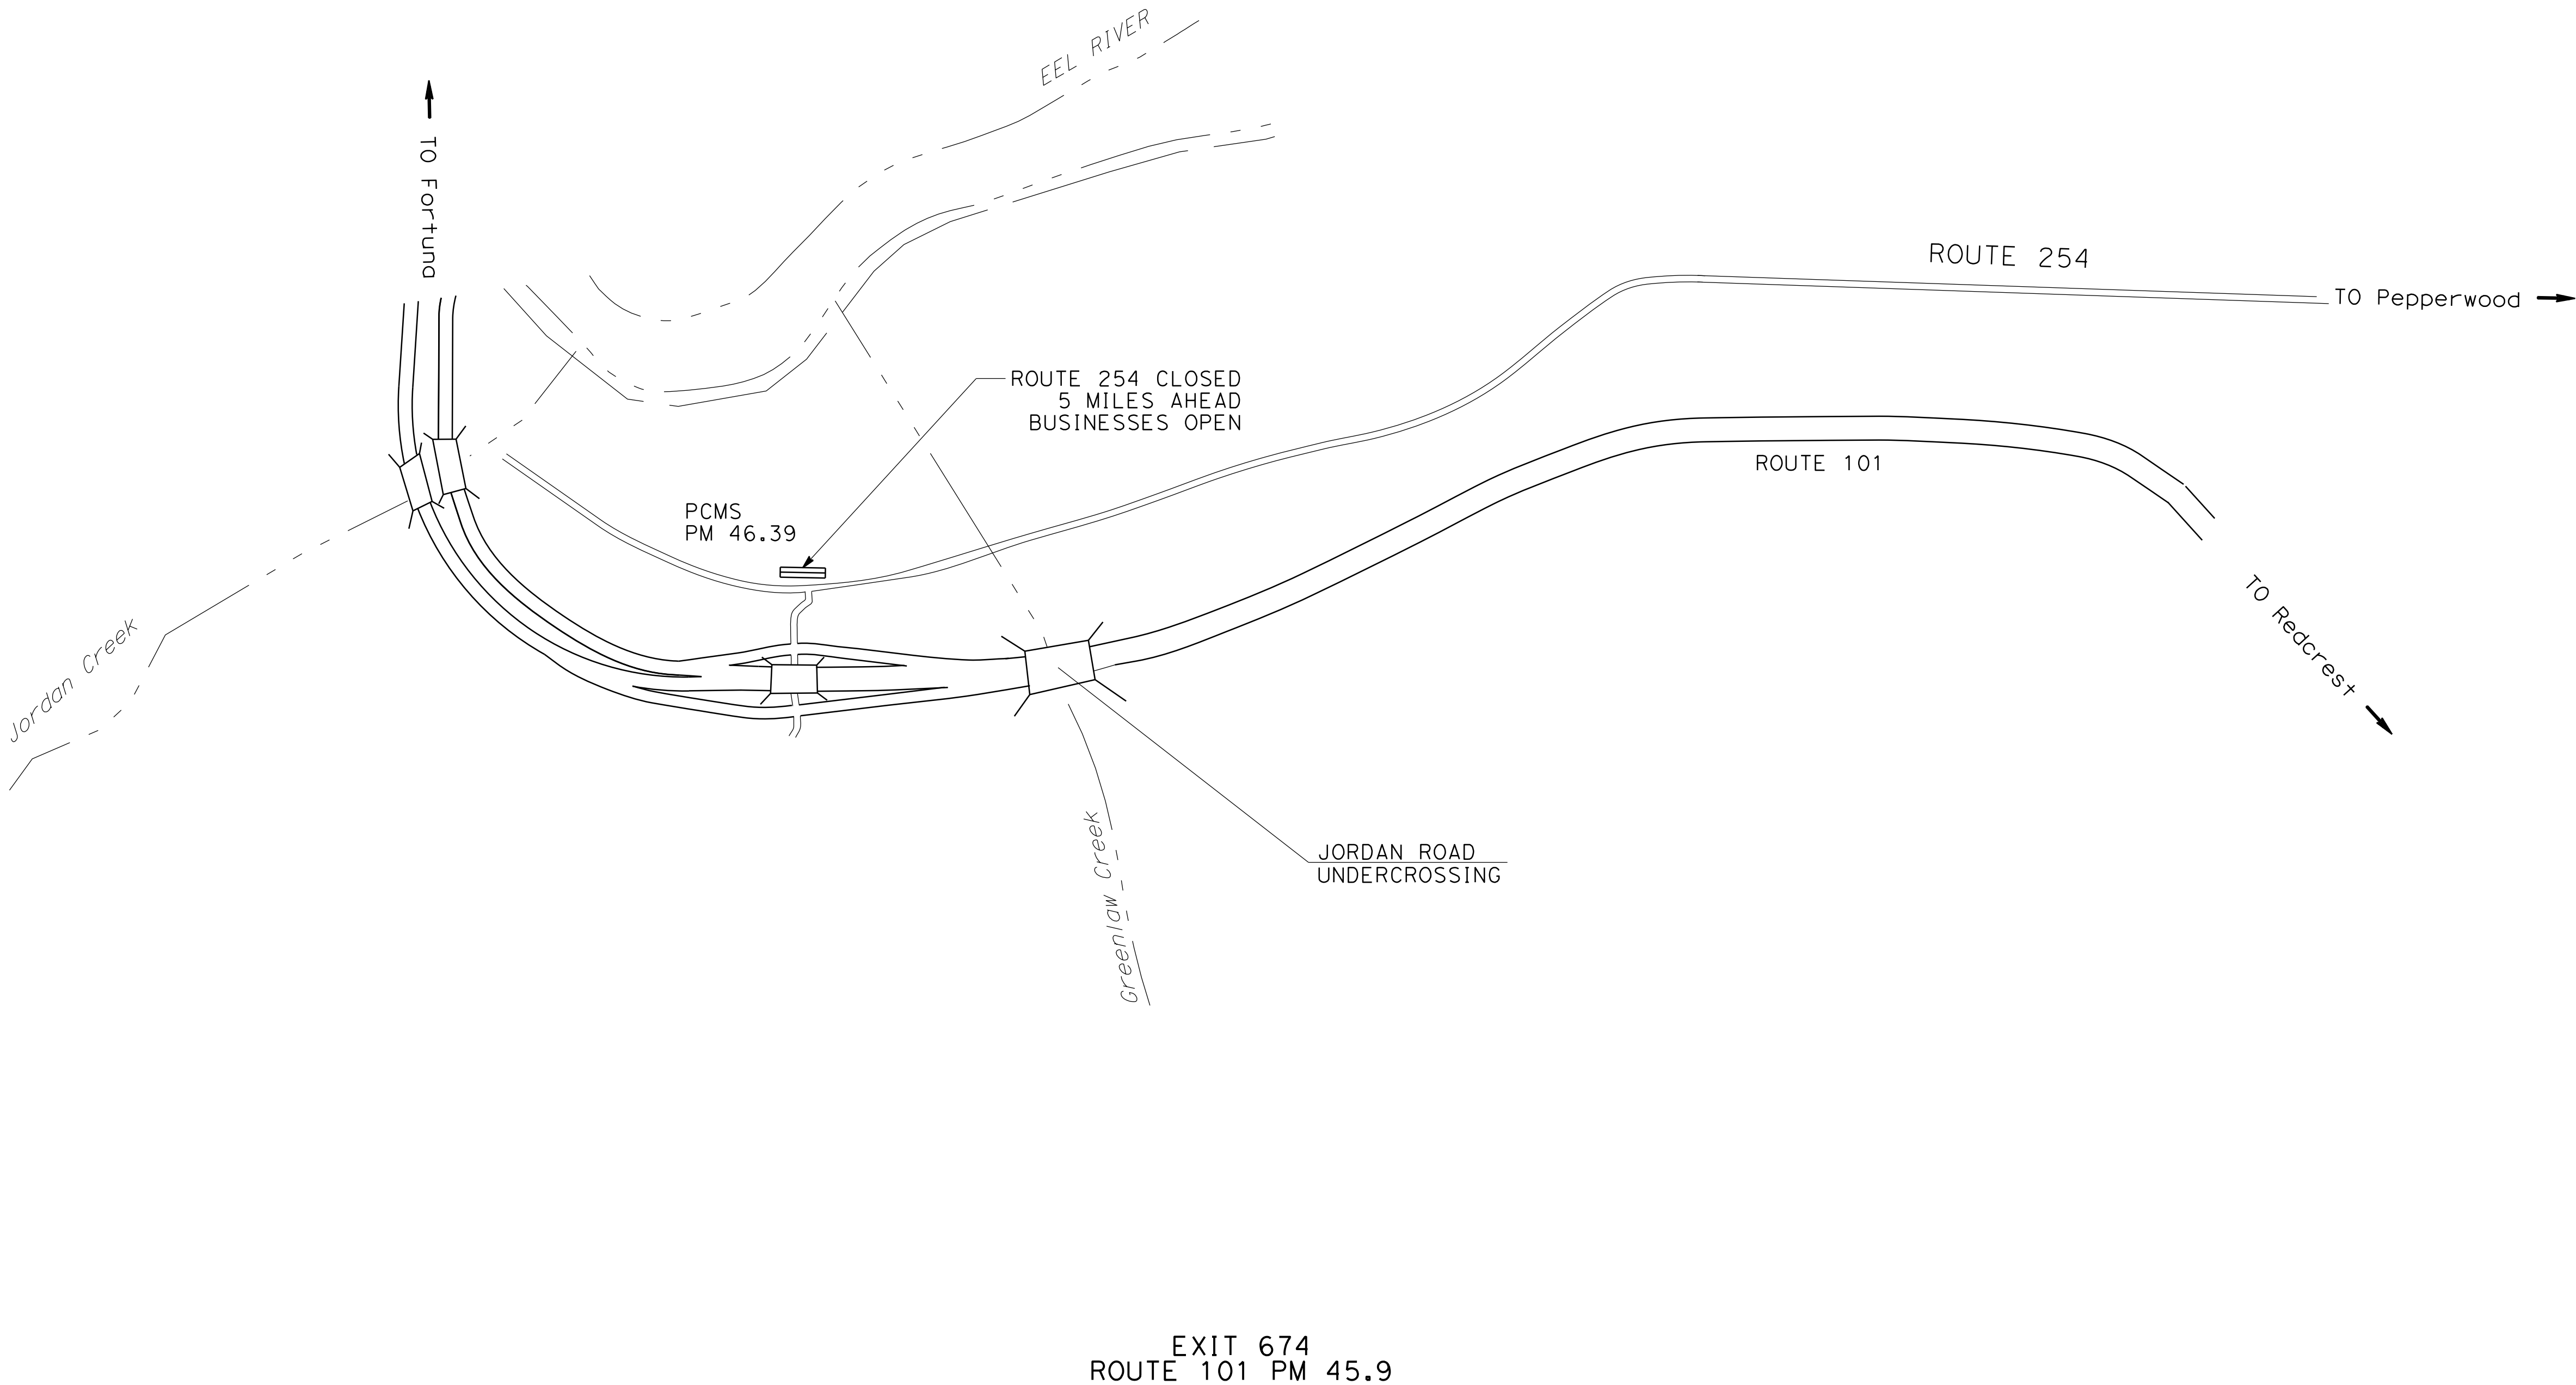 EEL RIVER
TO Fortuna
ROUTE 254
TO Pepperwood
ROUTE 254 CLOSED
5 MILES AHEAD
BUSINESSES OPEN
ROUTE 101
PCMS
PM 46.39
TO Redcrest
Jordan Creek
JORDAN ROAD
UNDERCROSSING
Greenlaw Creek
EXIT 674
ROUTE 101 PM 45.9